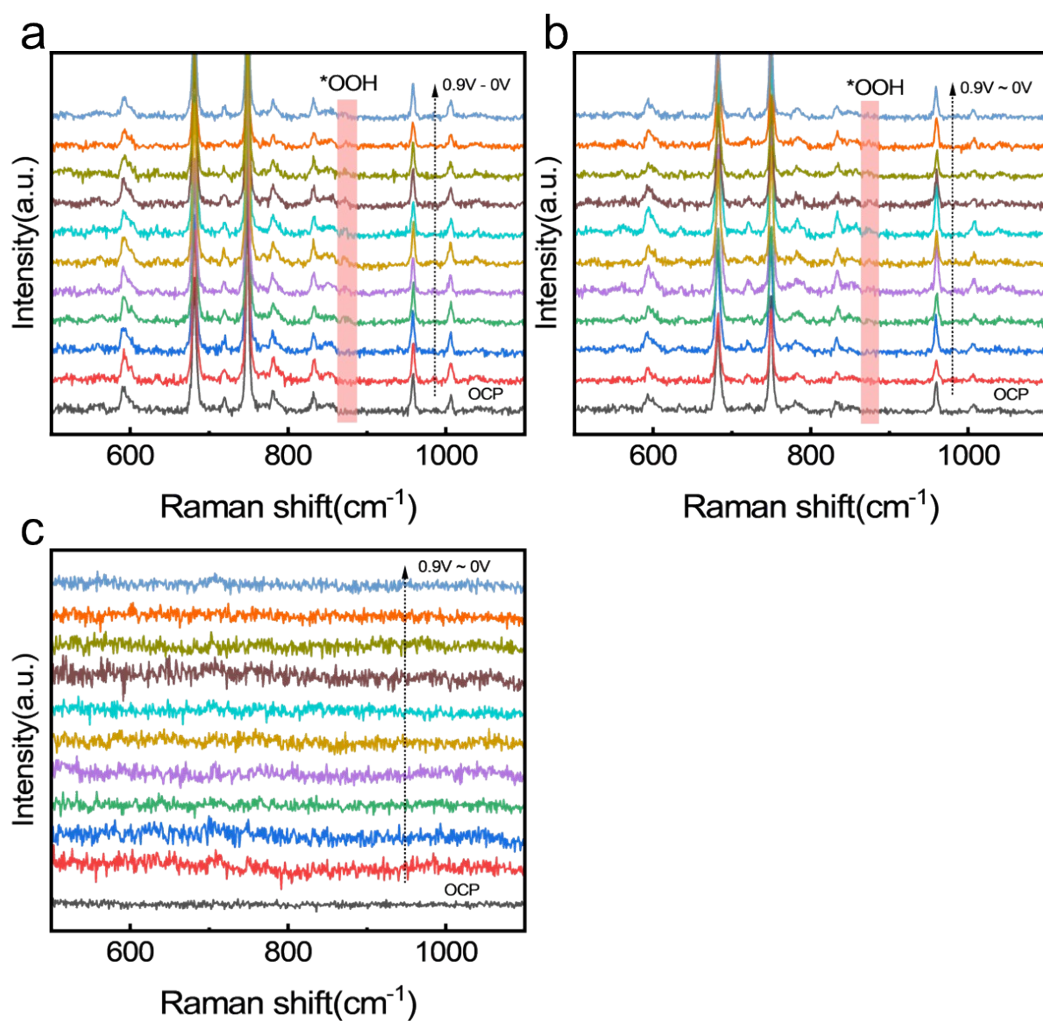 a
*OOH
0.9V - 0V
OCP
Intensity(a.u.)
600
800
1000
Raman shift(cm⁻¹)
b
*OOH
0.9V ~ 0V
OCP
Intensity(a.u.)
600
800
1000
Raman shift(cm⁻¹)
c
0.9V ~ 0V
OCP
Intensity(a.u.)
600
800
1000
Raman shift(cm⁻¹)